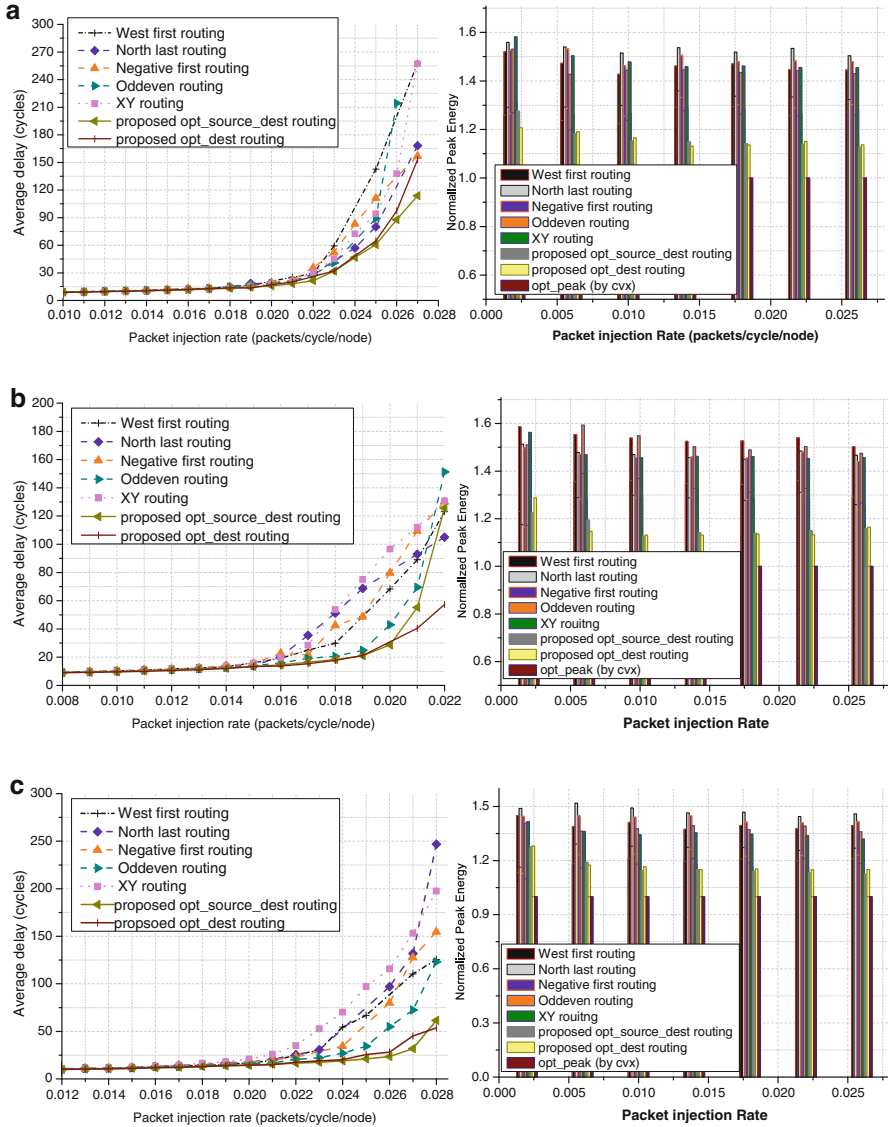 a
300
270
240
210
180
150
120
90
60
30
0
Average delay (cycles)
West first routing
North last routing
Negative first routing
Oddeven routing
XY routing
proposed opt_source_dest routing
proposed opt_dest routing
0.010 0.012 0.014 0.016 0.018 0.020 0.022 0.024 0.026 0.028
Packet injection rate (packets/cycle/node)
1.6
1.4
1.2
1.0
0.8
0.6
Normalized Peak Energy
West first routing
North last routing
Negative first routing
Oddeven routing
XY routing
proposed opt_source_dest routing
proposed opt_dest routing
opt_peak (by cvx)
0.000 0.005 0.010 0.015 0.020 0.025
Packet injection Rate (packets/cycle/node)
b
200
180
160
140
120
100
80
60
40
20
0
Average delay (cycles)
West first routing
North last routing
Negative first routing
Oddeven routing
XY routing
proposed opt_source_dest routing
proposed opt_dest routing
0.008 0.010 0.012 0.014 0.016 0.018 0.020 0.022
Packet injection rate (packets/cycle/node)
1.6
1.4
1.2
1.0
0.8
0.6
Normalized Peak Energy
West first routing
North last routing
Negative first routing
Oddeven routing
XY rouitng
proposed opt_source_dest routing
proposed opt_dest routing
opt_peak (by cvx)
0.000 0.005 0.010 0.015 0.020 0.025
Packet injection Rate
c
300
250
200
150
100
50
0
Average delay (cycles)
West first routing
North last routing
Negative first routing
Oddeven routing
XY routing
proposed opt_source_dest routing
propsoed opt_dest routing
0.012 0.014 0.016 0.018 0.020 0.022 0.024 0.026 0.028
Packet injection rate (packets/cycle/node)
1.5
1.2
0.9
0.6
0.3
0.0
Normalized Peak Energy
West first routing
North last routing
Negative first routing
Oddeven routing
XY rouitng
proposed opt_source_dest routing
proposed opt_dest routing
opt_peak (by cvx)
0.000 0.005 0.010 0.015 0.020 0.025
Packet injection Rate